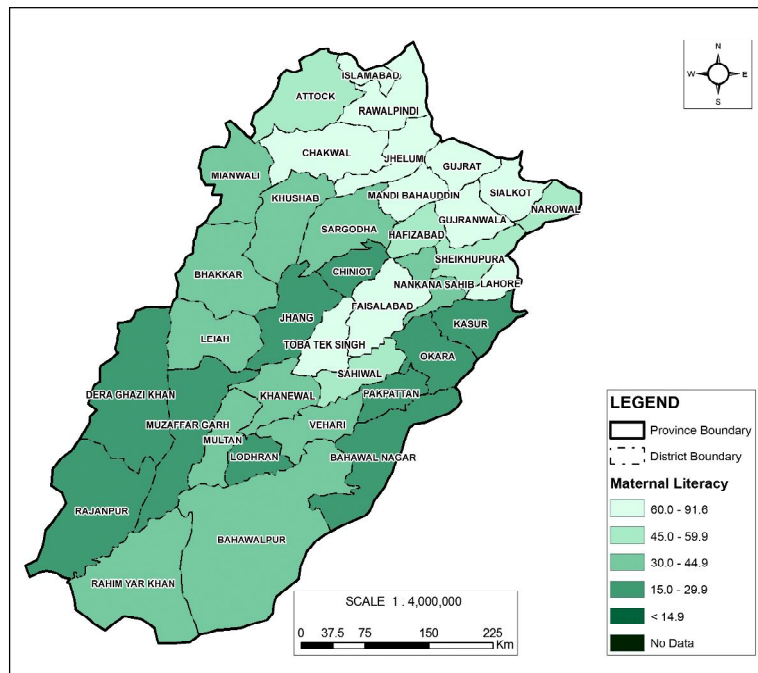 N
W E
S
ISLAMABAD
ATTOCK
RAWALPINDI
CHAKWAL
JHELUM
GUJRAT
MIANWALI
KHUSHAB
MANDI BAHAUDDIN
SIALKOT
NAROWAL
GUJRANWALA
SARGODHA
HAFIZABAD
SHEIKHUPURA
BHAKKAR
CHINIOT
NANKANA SAHIB
LAHORE
FAISALABAD
JHANG
KASUR
LEIAH
TOBA TEK SINGH
OKARA
SAHIWAL
DERA GHAZI KHAN
KHANEWAL
PAKPATTAN
MUZAFFAR GARH
VEHARI
MULTAN
LODHRAN
BAHAWAL NAGAR
RAJANPUR
BAHAWALPUR
RAHIM YAR KHAN
LEGEND
Province Boundary
District Boundary
Maternal Literacy
60.0 - 91.6
45.0 - 59.9
30.0 - 44.9
15.0 - 29.9
< 14.9
No Data
SCALE 1 : 4,000,000
0 37.5 75 150 225
Km